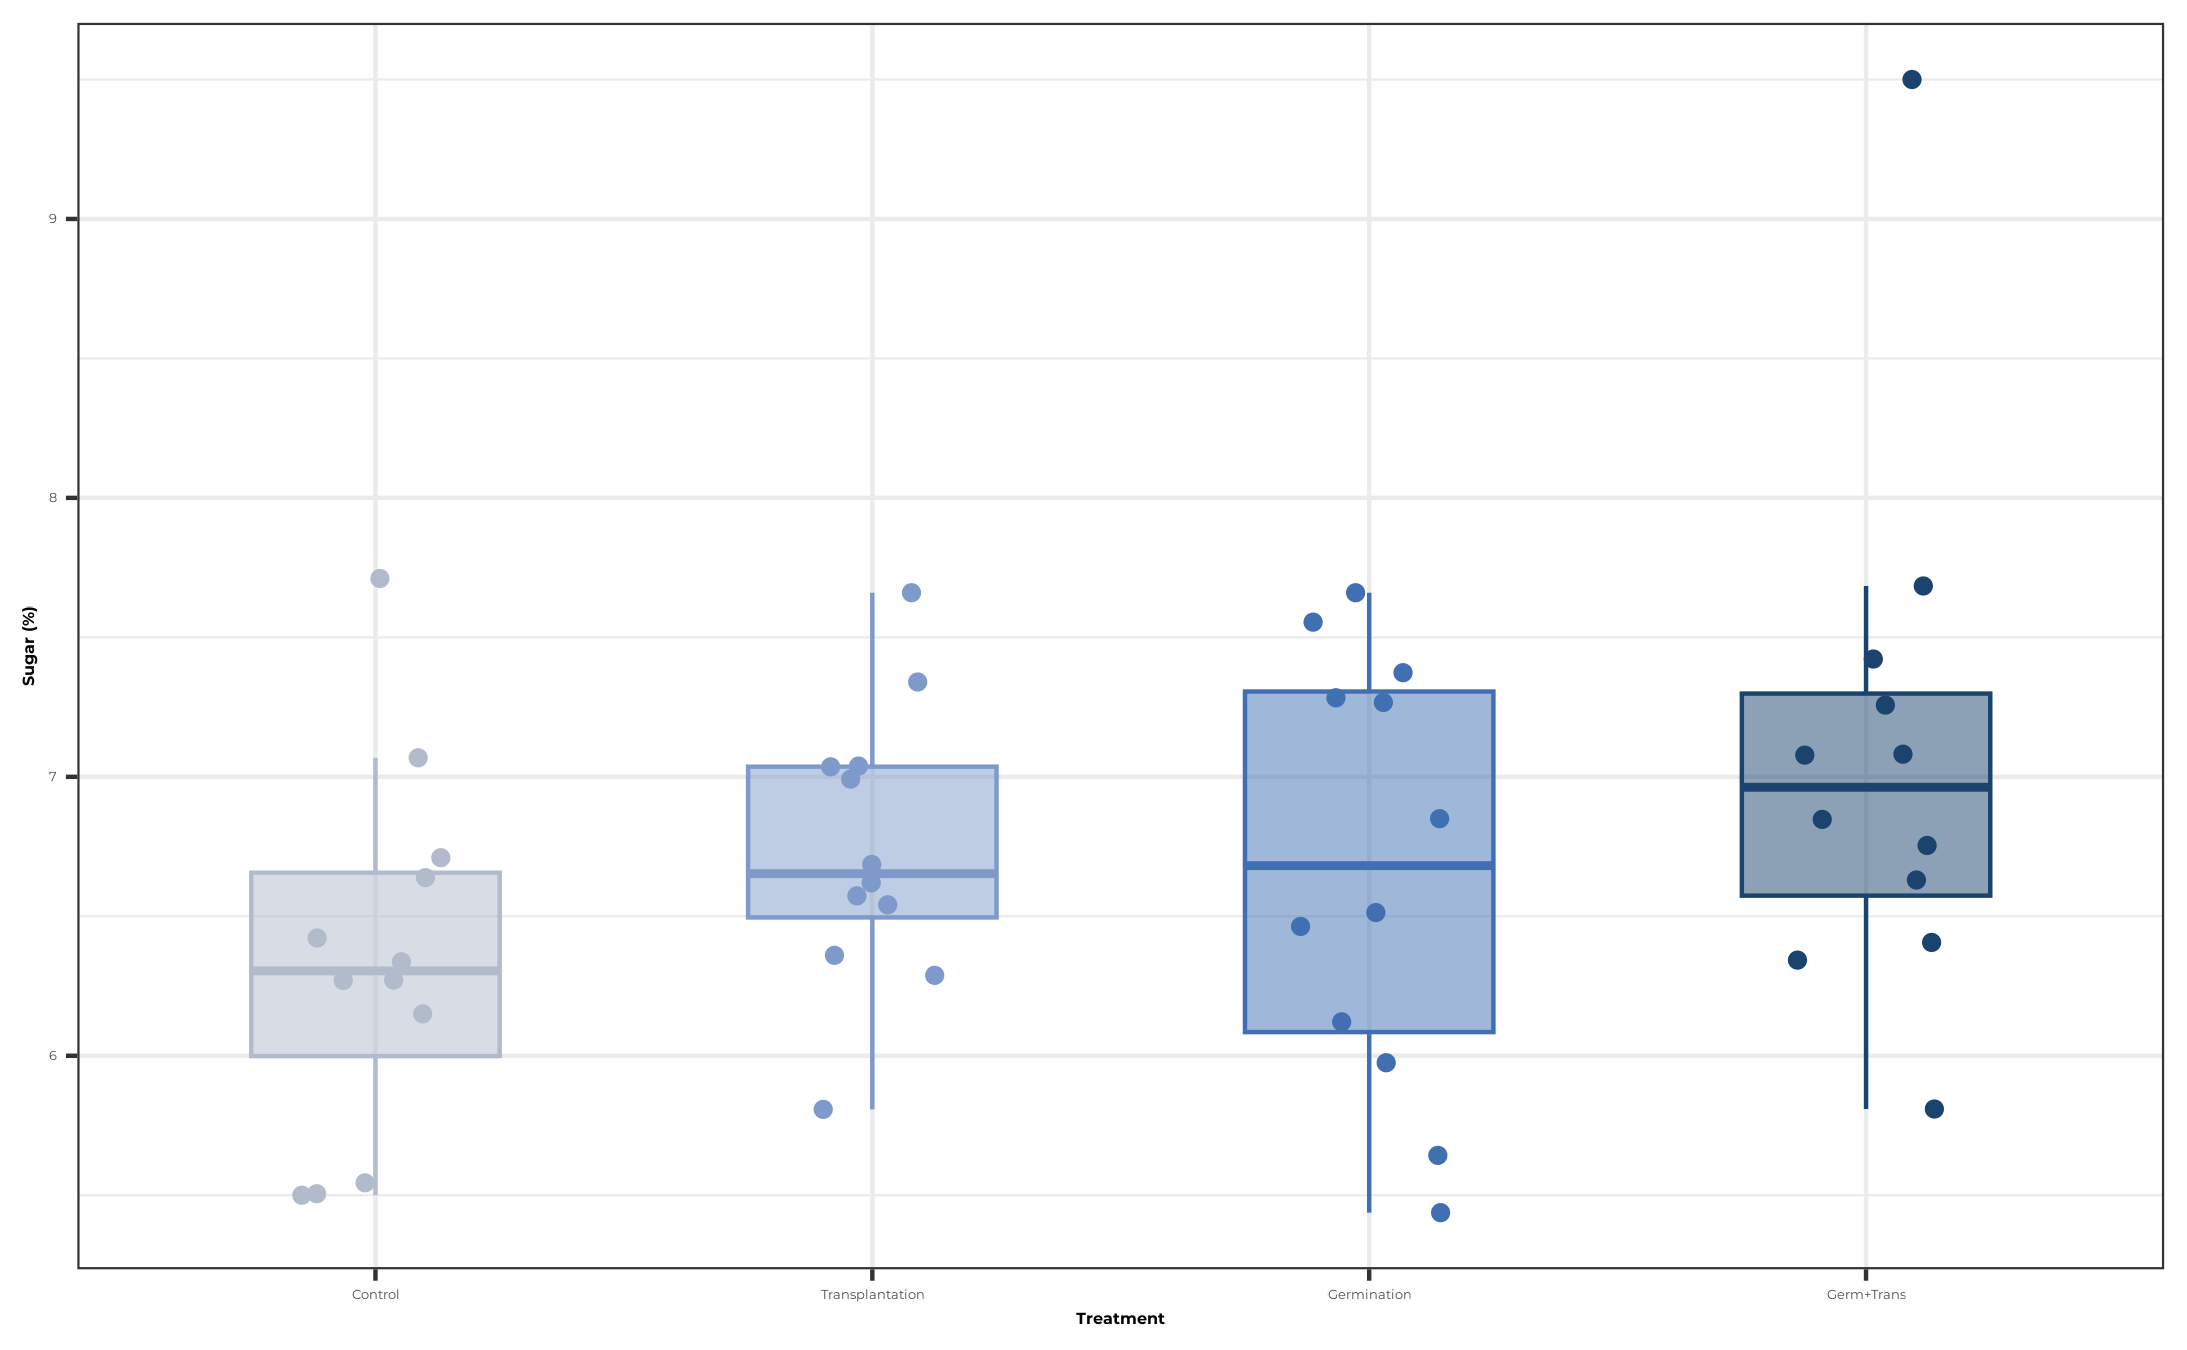 9
8
7
6
Sugar (%)
Control
Transplantation
Germination
Germ+Trans
Treatment